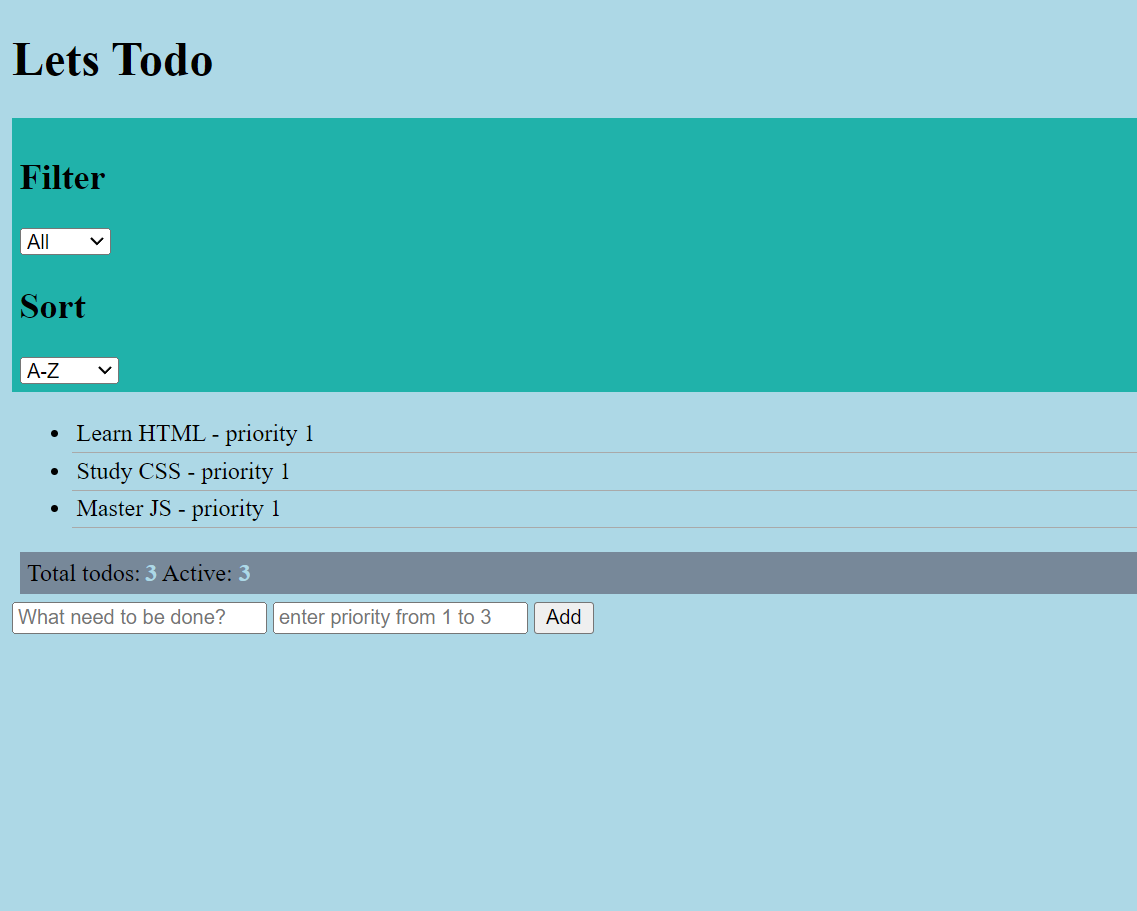 Lets Todo
Filter
All
Sort
A-Z
Learn HTML - priority 1
Study CSS - priority 1
Master JS - priority 1
Total todos: 3 Active: 3
What need to be done? enter priority from 1 to 3 Add